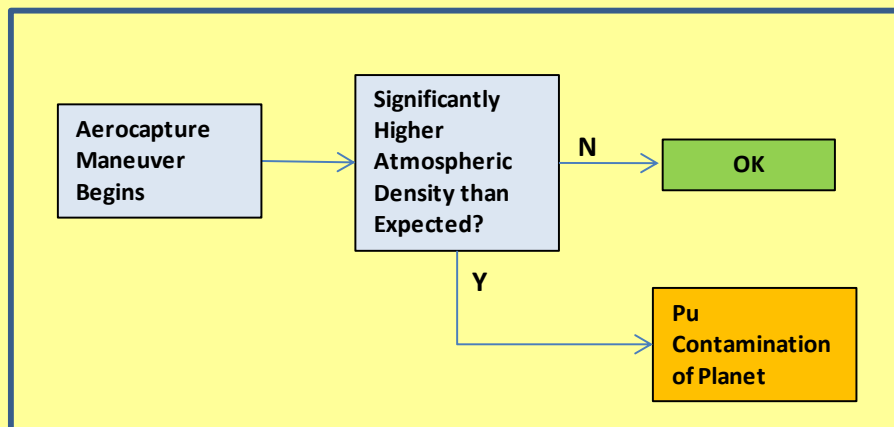 Aerocapture
Maneuver
Begins
Significantly
Higher
Atmospheric
Density than
Expected?
N
OK
Y
Pu
Contamination
of Planet